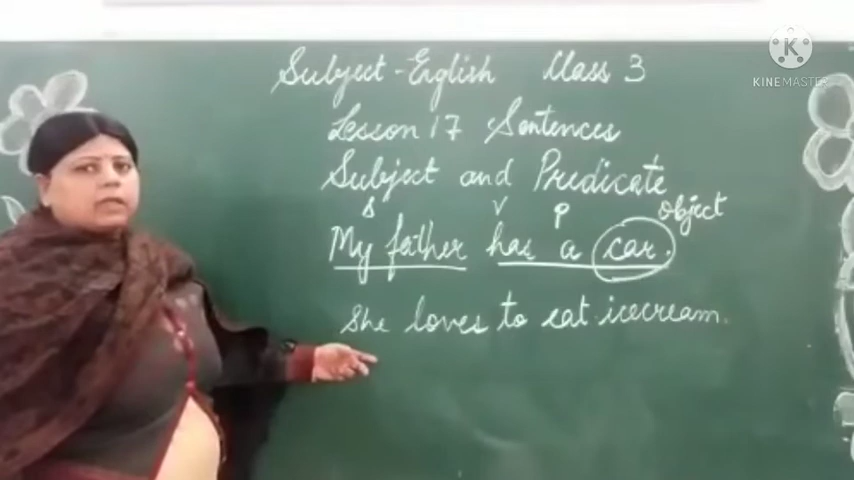 K
KINEMASTER
Subject - English Class 3
Lesson 17 Sentences
Subject and Predicate
S V P object
My father has a car.
She loves to eat icecream.